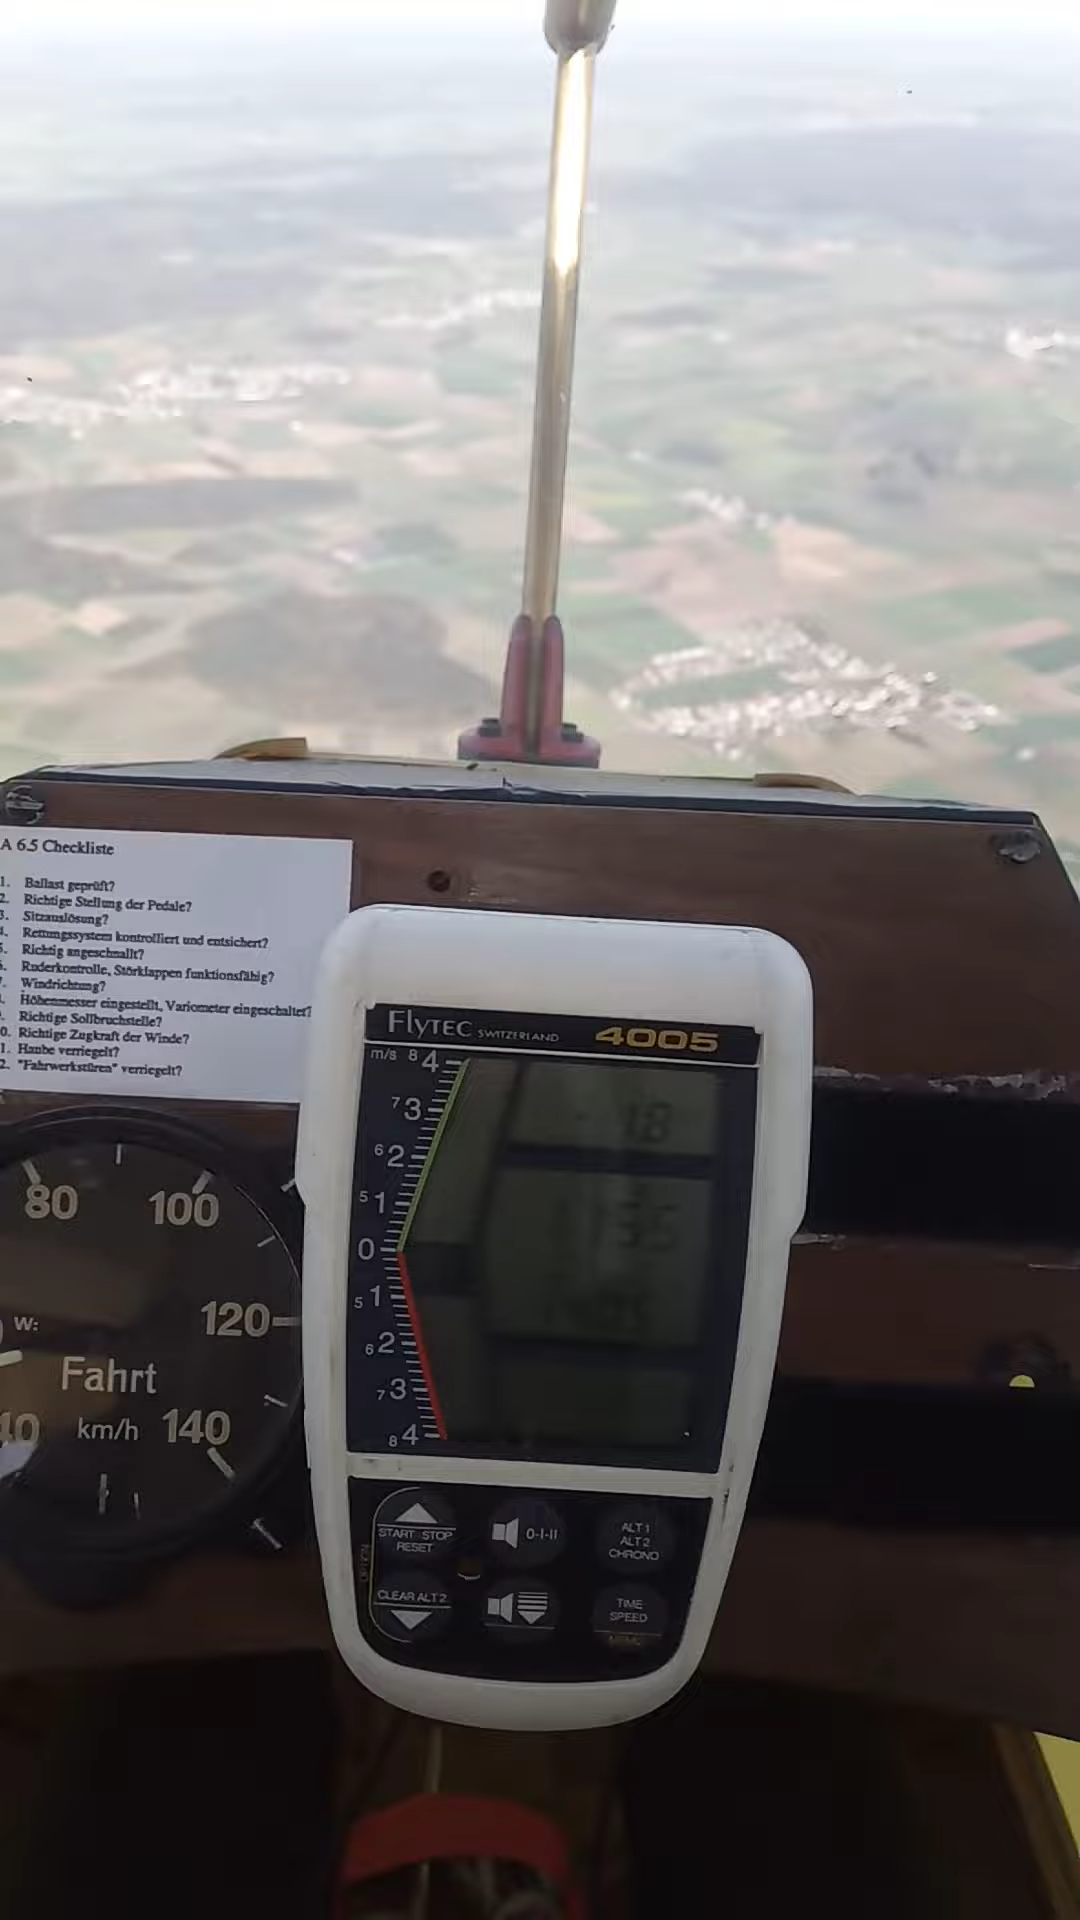 A 6.5 Checkliste
1. Ballast geprüft?
2. Richtige Stellung der Pedale?
3. Sitzauslösung?
4. Rettungssystem kontrolliert und entsichert?
5. Richtig angeschnallt?
6. Ruderkontrolle, Störklappen funktionsfähig?
7. Windrichtung?
Höhenmesser eingestellt, Variometer eingeschaltet?
Richtige Sollbruchstelle?
0. Richtige Zugkraft der Winde?
1. Haube verriegelt?
2. "Fahrwerkstüren" verriegelt?
FLYTEC SWITZERLAND 4005
m/s 8 4
7 3
6 2
5 1
0
5 1
6 2
7 3
8 4
1.8
80 100
120
W:
Fahrt
km/h 140
START STOP
RESET
0-I-II
ALT 1
ALT 2
CHRONO
CLEAR ALT 2
TIME
SPEED